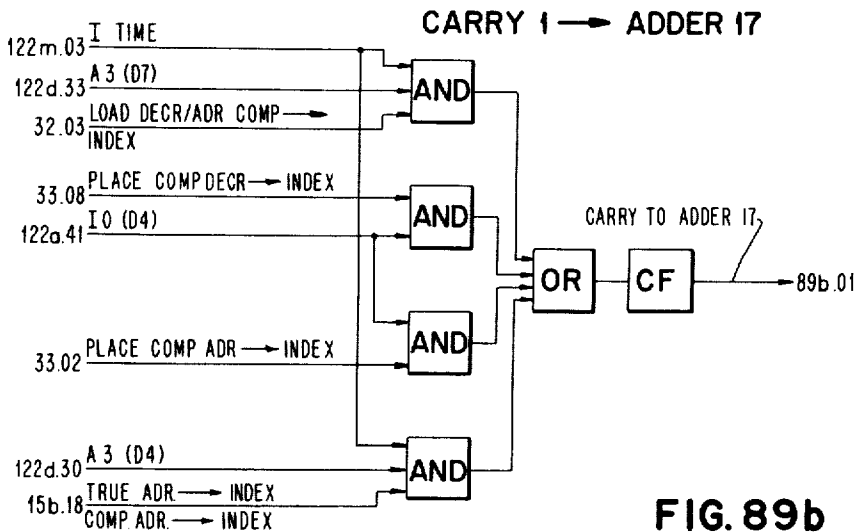 CARRY 1 → ADDER 17
122m.03 I TIME
122d.33 A3 (D7)
32.03 LOAD DECR/ADR COMP → INDEX
AND
33.08 PLACE COMP DECR → INDEX
122a.41 I0 (D4)
AND
CARRY TO ADDER 17
OR
CF
89b.01
AND
33.02 PLACE COMP ADR → INDEX
122d.30 A3 (D4)
15b.18 TRUE ADR. → INDEX
COMP. ADR. → INDEX
AND
FIG. 89b